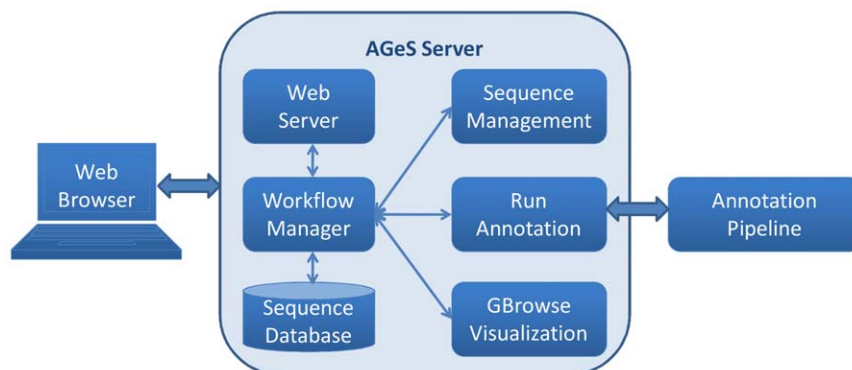 AGeS Server
Web
Server
Sequence
Management
Web
Browser
Workflow
Manager
Run
Annotation
Annotation
Pipeline
Sequence
Database
GBrowse
Visualization